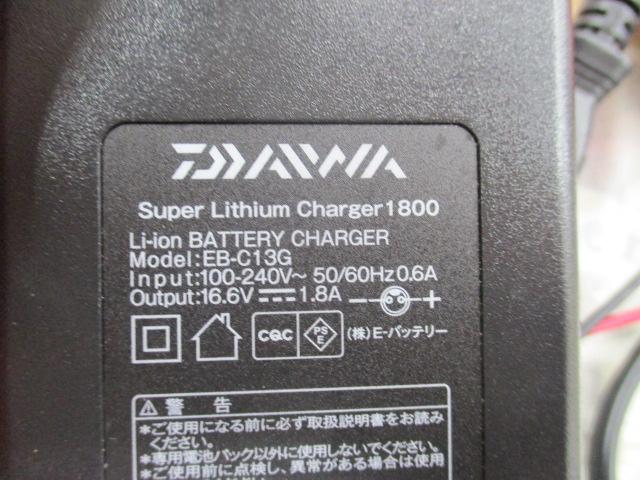 DAIWA
Super Lithium Charger1800
Li-ion BATTERY CHARGER
Model:EB-C13G
Input:100-240V~ 50/60Hz0.6A
Output:16.6V⎓1.8A − +
CQC PSE (株)E-バッテリー
⚠警 告
*ご使用になる前に必ず取扱説明書をお読み
ください。
*専用電池パック以外に使用しないでください。
*ご使用前に点検し、異常がある場合は使用